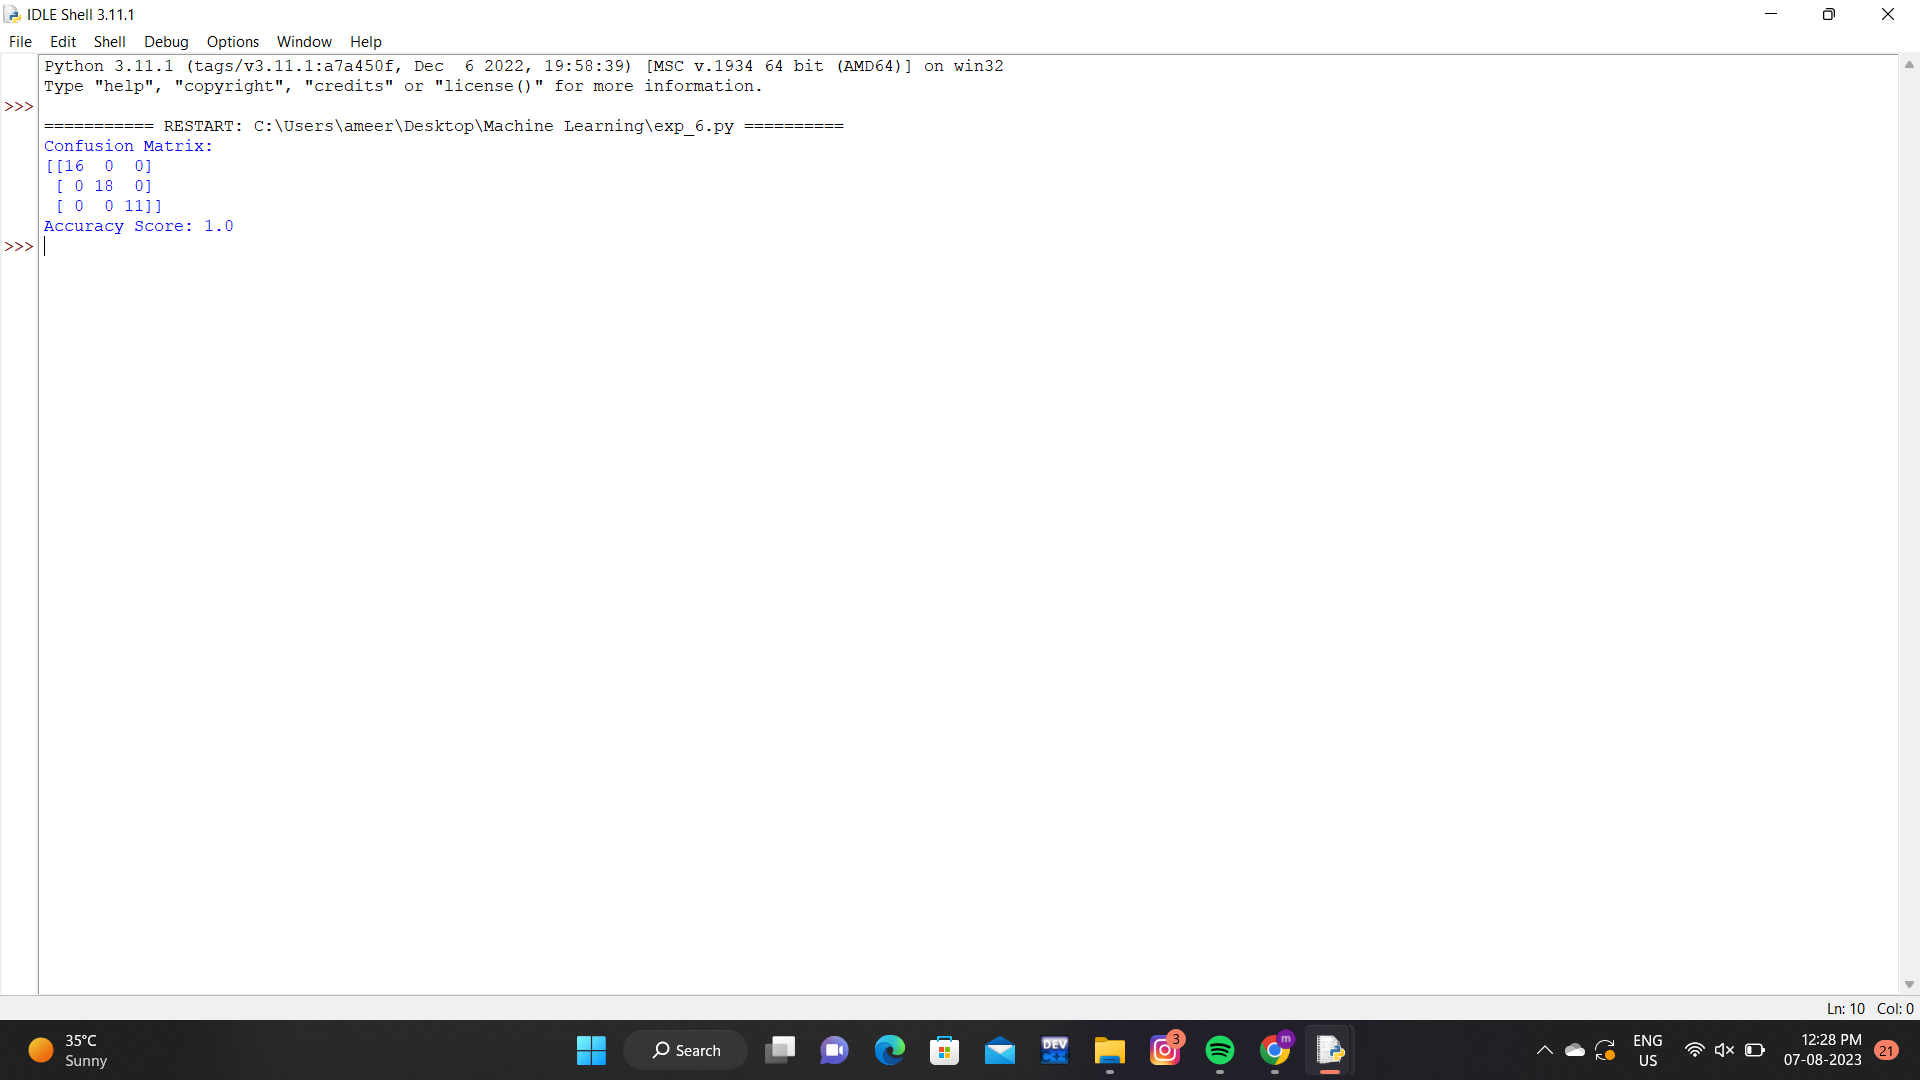 IDLE Shell 3.11.1
File Edit Shell Debug Options Window Help
Python 3.11.1 (tags/v3.11.1:a7a450f, Dec  6 2022, 19:58:39) [MSC v.1934 64 bit (AMD64)] on win32
Type "help", "copyright", "credits" or "license()" for more information.
>>>
=========== RESTART: C:\Users\ameer\Desktop\Machine Learning\exp_6.py ==========
Confusion Matrix:
[[16  0  0]
 [ 0 18  0]
 [ 0  0 11]]
Accuracy Score: 1.0
>>>
Ln: 10 Col: 0
35°C
Sunny
Search
DEV
C++
3
m
ENG
US
12:28 PM
07-08-2023
21